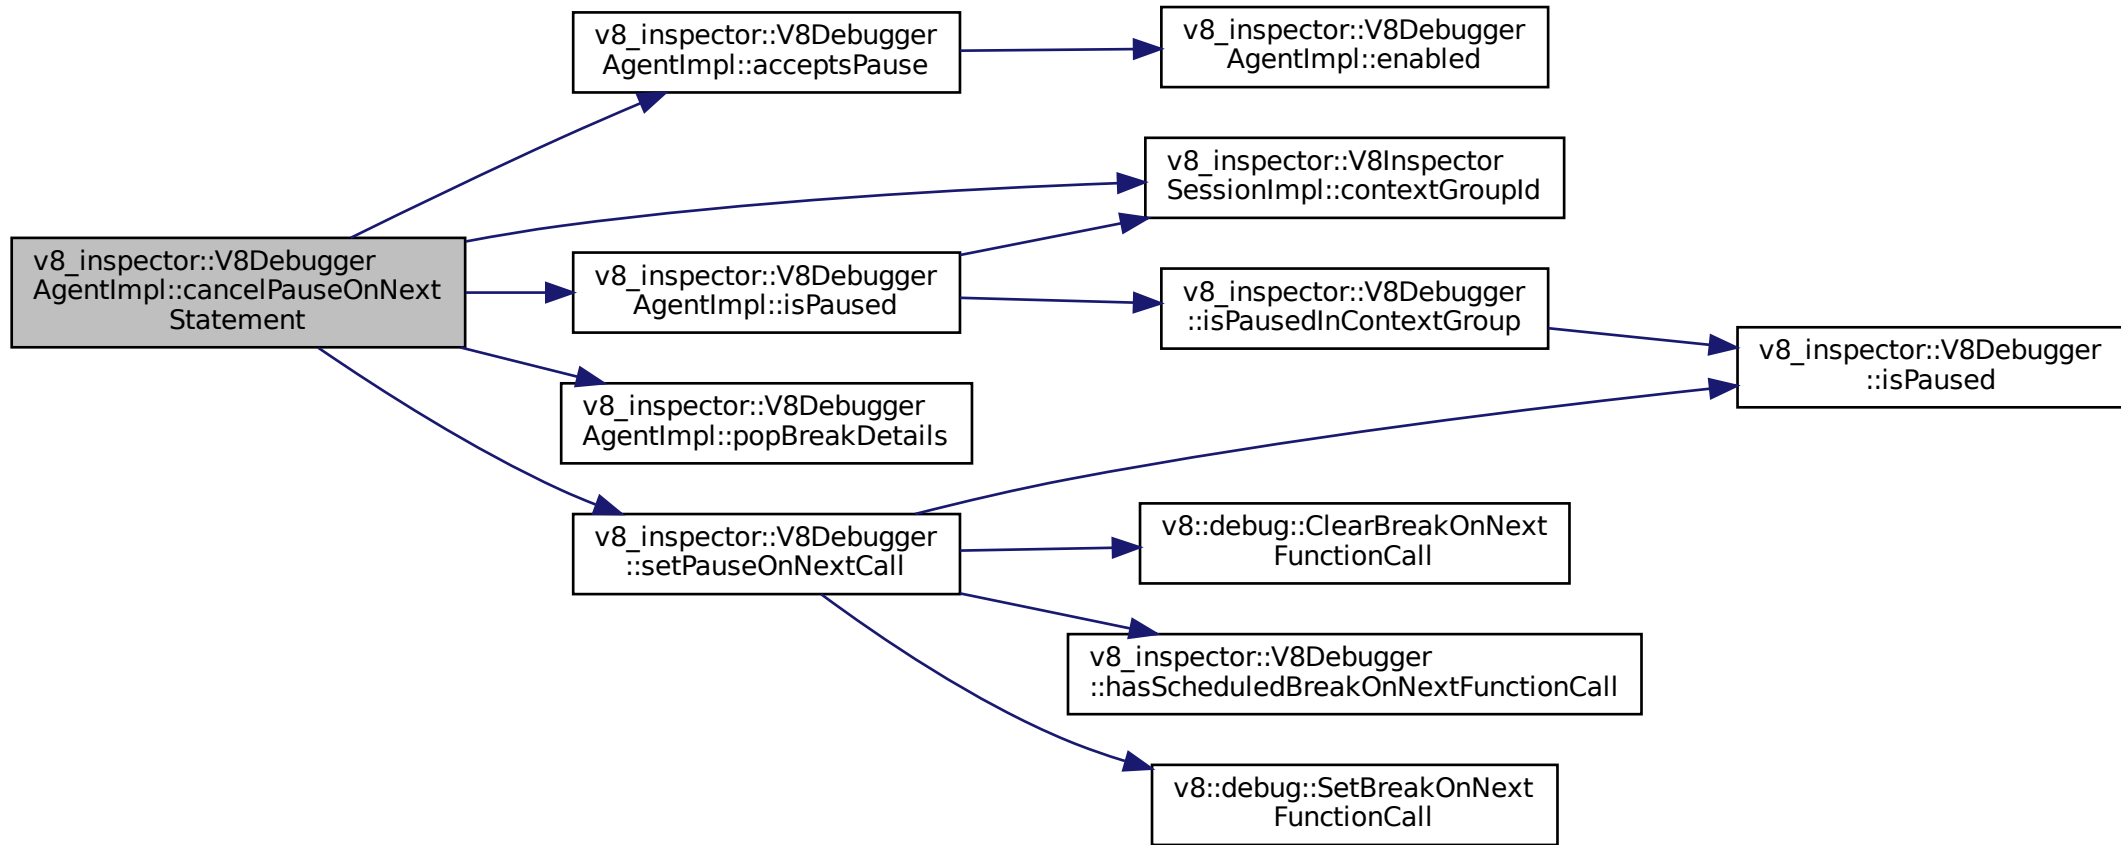 v8_inspector::V8Debugger
AgentImpl::cancelPauseOnNext
Statement
v8_inspector::V8Debugger
AgentImpl::acceptsPause
v8_inspector::V8Debugger
AgentImpl::enabled
v8_inspector::V8Inspector
SessionImpl::contextGroupId
v8_inspector::V8Debugger
AgentImpl::isPaused
v8_inspector::V8Debugger
::isPausedInContextGroup
v8_inspector::V8Debugger
::isPaused
v8_inspector::V8Debugger
AgentImpl::popBreakDetails
v8_inspector::V8Debugger
::setPauseOnNextCall
v8::debug::ClearBreakOnNext
FunctionCall
v8_inspector::V8Debugger
::hasScheduledBreakOnNextFunctionCall
v8::debug::SetBreakOnNext
FunctionCall